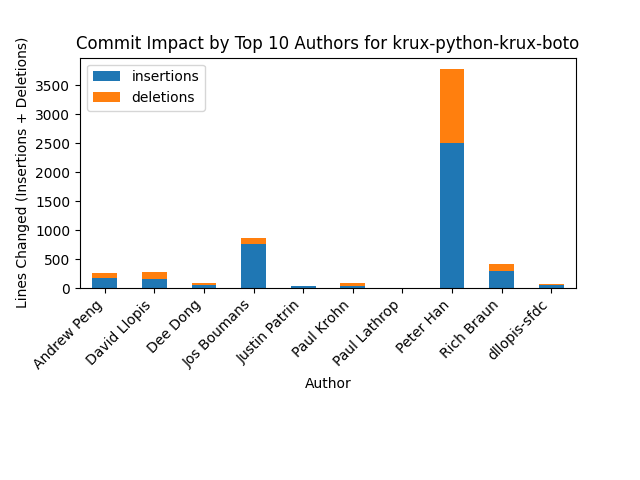 Commit Impact by Top 10 Authors for krux-python-krux-boto
Lines Changed (Insertions + Deletions)
insertions
deletions
3500
3000
2500
2000
1500
1000
500
0
Andrew Peng
David Llopis
Dee Dong
Jos Boumans
Justin Patrin
Paul Krohn
Paul Lathrop
Peter Han
Rich Braun
dllopis-sfdc
Author